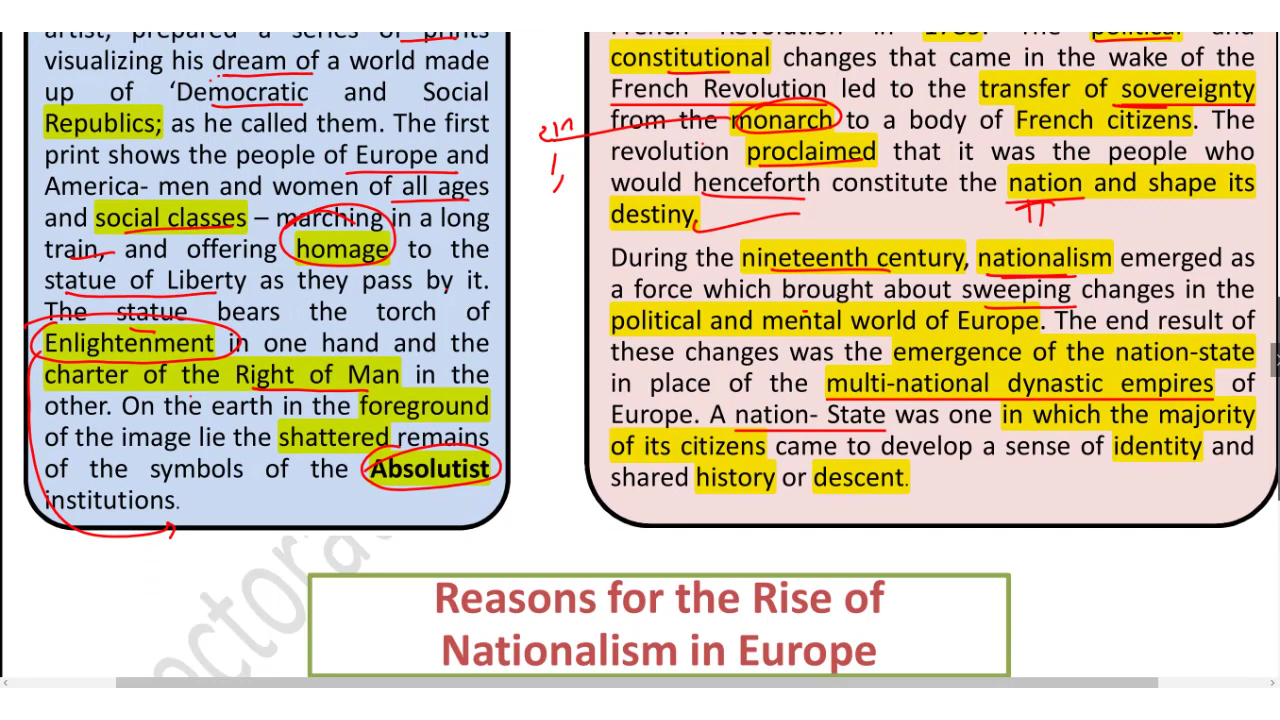 artist, prepared a series of prints
visualizing his dream of a world made
up of ‘Democratic and Social
Republics; as he called them. The first
print shows the people of Europe and
America- men and women of all ages
and social classes – marching in a long
train, and offering homage to the
statue of Liberty as they pass by it.
The statue bears the torch of
Enlightenment in one hand and the
charter of the Right of Man in the
other. On the earth in the foreground
of the image lie the shattered remains
of the symbols of the Absolutist
institutions.
French Revolution in 1789. The political and
constitutional changes that came in the wake of the
French Revolution led to the transfer of sovereignty
from the monarch to a body of French citizens. The
revolution proclaimed that it was the people who
would henceforth constitute the nation and shape its
destiny,
During the nineteenth century, nationalism emerged as
a force which brought about sweeping changes in the
political and mental world of Europe. The end result of
these changes was the emergence of the nation-state
in place of the multi-national dynastic empires of
Europe. A nation- State was one in which the majority
of its citizens came to develop a sense of identity and
shared history or descent.
Reasons for the Rise of
Nationalism in Europe